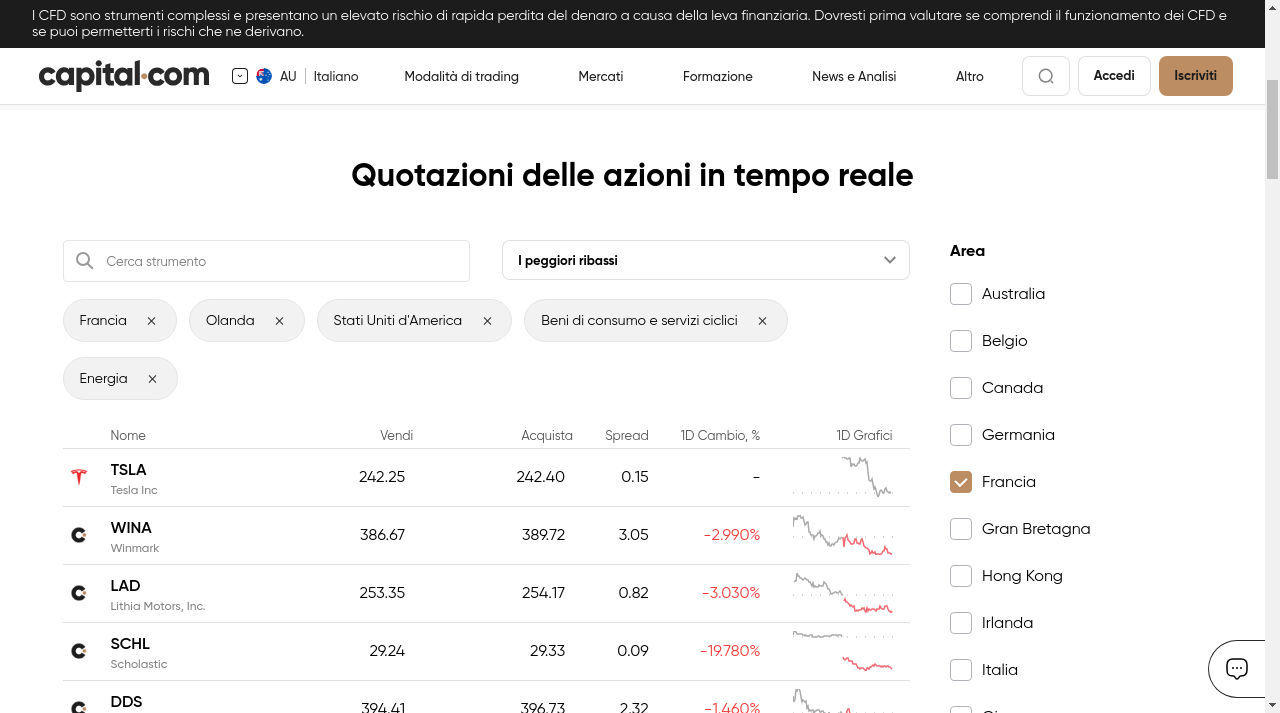 I CFD sono strumenti complessi e presentano un elevato rischio di rapida perdita del denaro a causa della leva finanziaria. Dovresti prima valutare se comprendi il funzionamento dei CFD e
se puoi permetterti i rischi che ne derivano.
capital.com
AU Italiano Modalità di trading Mercati Formazione News e Analisi Altro Accedi Iscriviti
Quotazioni delle azioni in tempo reale
Cerca strumento
I peggiori ribassi
Francia
Olanda
Stati Uniti d'America
Beni di consumo e servizi ciclici
Energia
Nome Vendi Acquista Spread 1D Cambio, % 1D Grafici
TSLA 242.25 242.40 0.15 -
Tesla Inc
WINA 386.67 389.72 3.05 -2.990%
Winmark
LAD 253.35 254.17 0.82 -3.030%
Lithia Motors, Inc.
SCHL 29.24 29.33 0.09 -19.780%
Scholastic
DDS 394.41 396.73 2.32 -1.460%
Area
Australia
Belgio
Canada
Germania
Francia
Gran Bretagna
Hong Kong
Irlanda
Italia